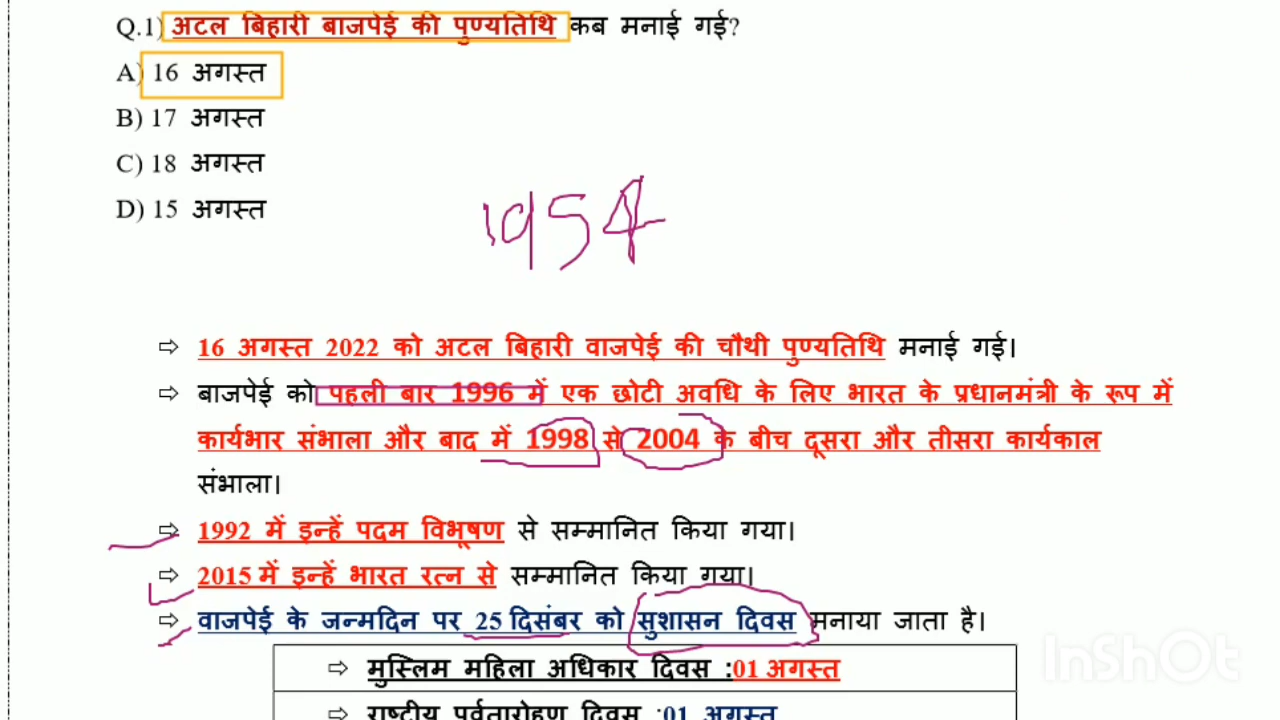 Q.1) अटल बिहारी बाजपेई की पुण्यतिथि कब मनाई गई?
A) 16 अगस्त
B) 17 अगस्त
C) 18 अगस्त
D) 15 अगस्त
1954
⇨ 16 अगस्त 2022 को अटल बिहारी वाजपेई की चौथी पुण्यतिथि मनाई गई।
⇨ बाजपेई को पहली बार 1996 में एक छोटी अवधि के लिए भारत के प्रधानमंत्री के रूप में
कार्यभार संभाला और बाद में 1998 से 2004 के बीच दूसरा और तीसरा कार्यकाल
संभाला।
⇨ 1992 में इन्हें पदम विभूषण से सम्मानित किया गया।
⇨ 2015 में इन्हें भारत रत्न से सम्मानित किया गया।
⇨ वाजपेई के जन्मदिन पर 25 दिसंबर को सुशासन दिवस मनाया जाता है।
⇨ मुस्लिम महिला अधिकार दिवस :01 अगस्त
⇨ राष्ट्रीय पर्वतारोहण दिवस :01 अगस्त
InShOt